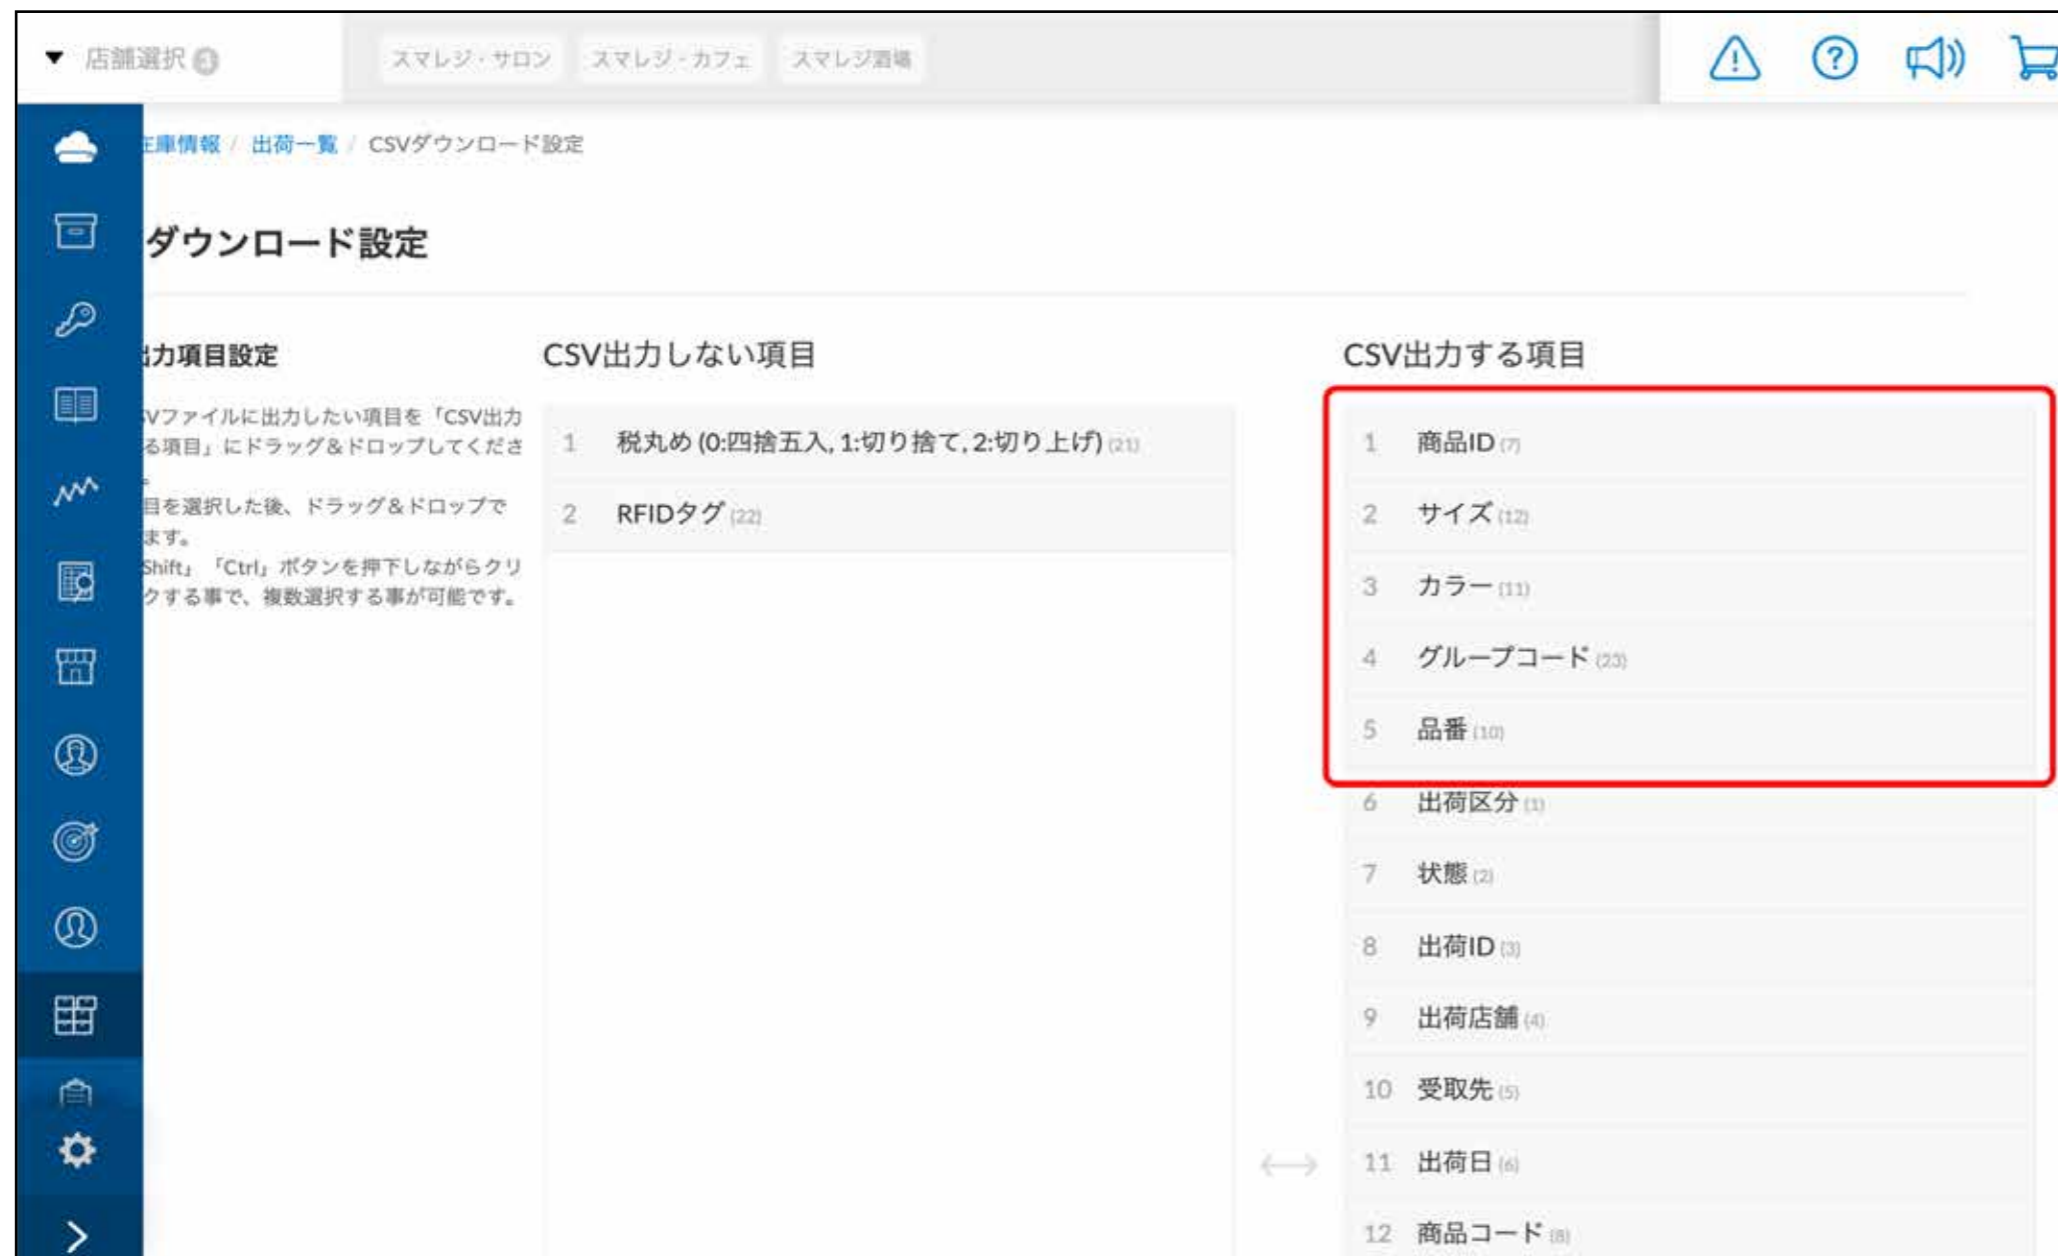 ▼ 店舗選択 3
スマレジ・サロン スマレジ・カフェ スマレジ酒場
在庫情報 / 出荷一覧 / CSVダウンロード設定
ダウンロード設定
出力項目設定
Vファイルに出力したい項目を「CSV出力
る項目」にドラッグ&ドロップしてくださ
。
目を選択した後、ドラッグ&ドロップで
ます。
Shift」「Ctrl」ボタンを押下しながらクリ
クする事で、複数選択する事が可能です。
CSV出力しない項目
1 税丸め (0:四捨五入, 1:切り捨て, 2:切り上げ) (21)
2 RFIDタグ (22)
CSV出力する項目
1 商品ID (7)
2 サイズ (12)
3 カラー (11)
4 グループコード (23)
5 品番 (10)
6 出荷区分 (1)
7 状態 (2)
8 出荷ID (3)
9 出荷店舗 (4)
10 受取先 (5)
11 出荷日 (6)
12 商品コード (8)